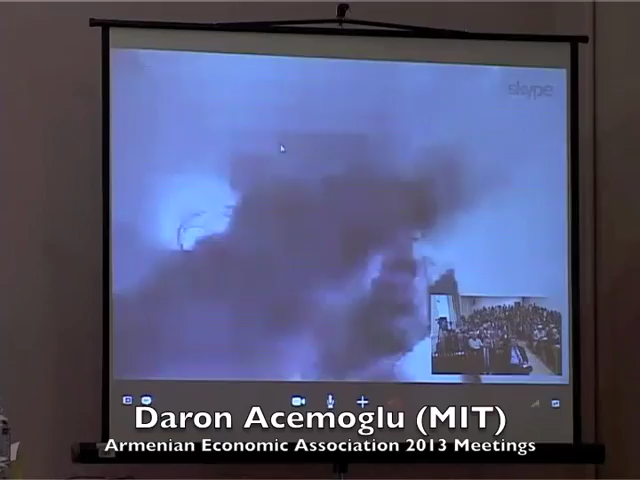 skype
Daron Acemoglu (MIT)
Armenian Economic Association 2013 Meetings